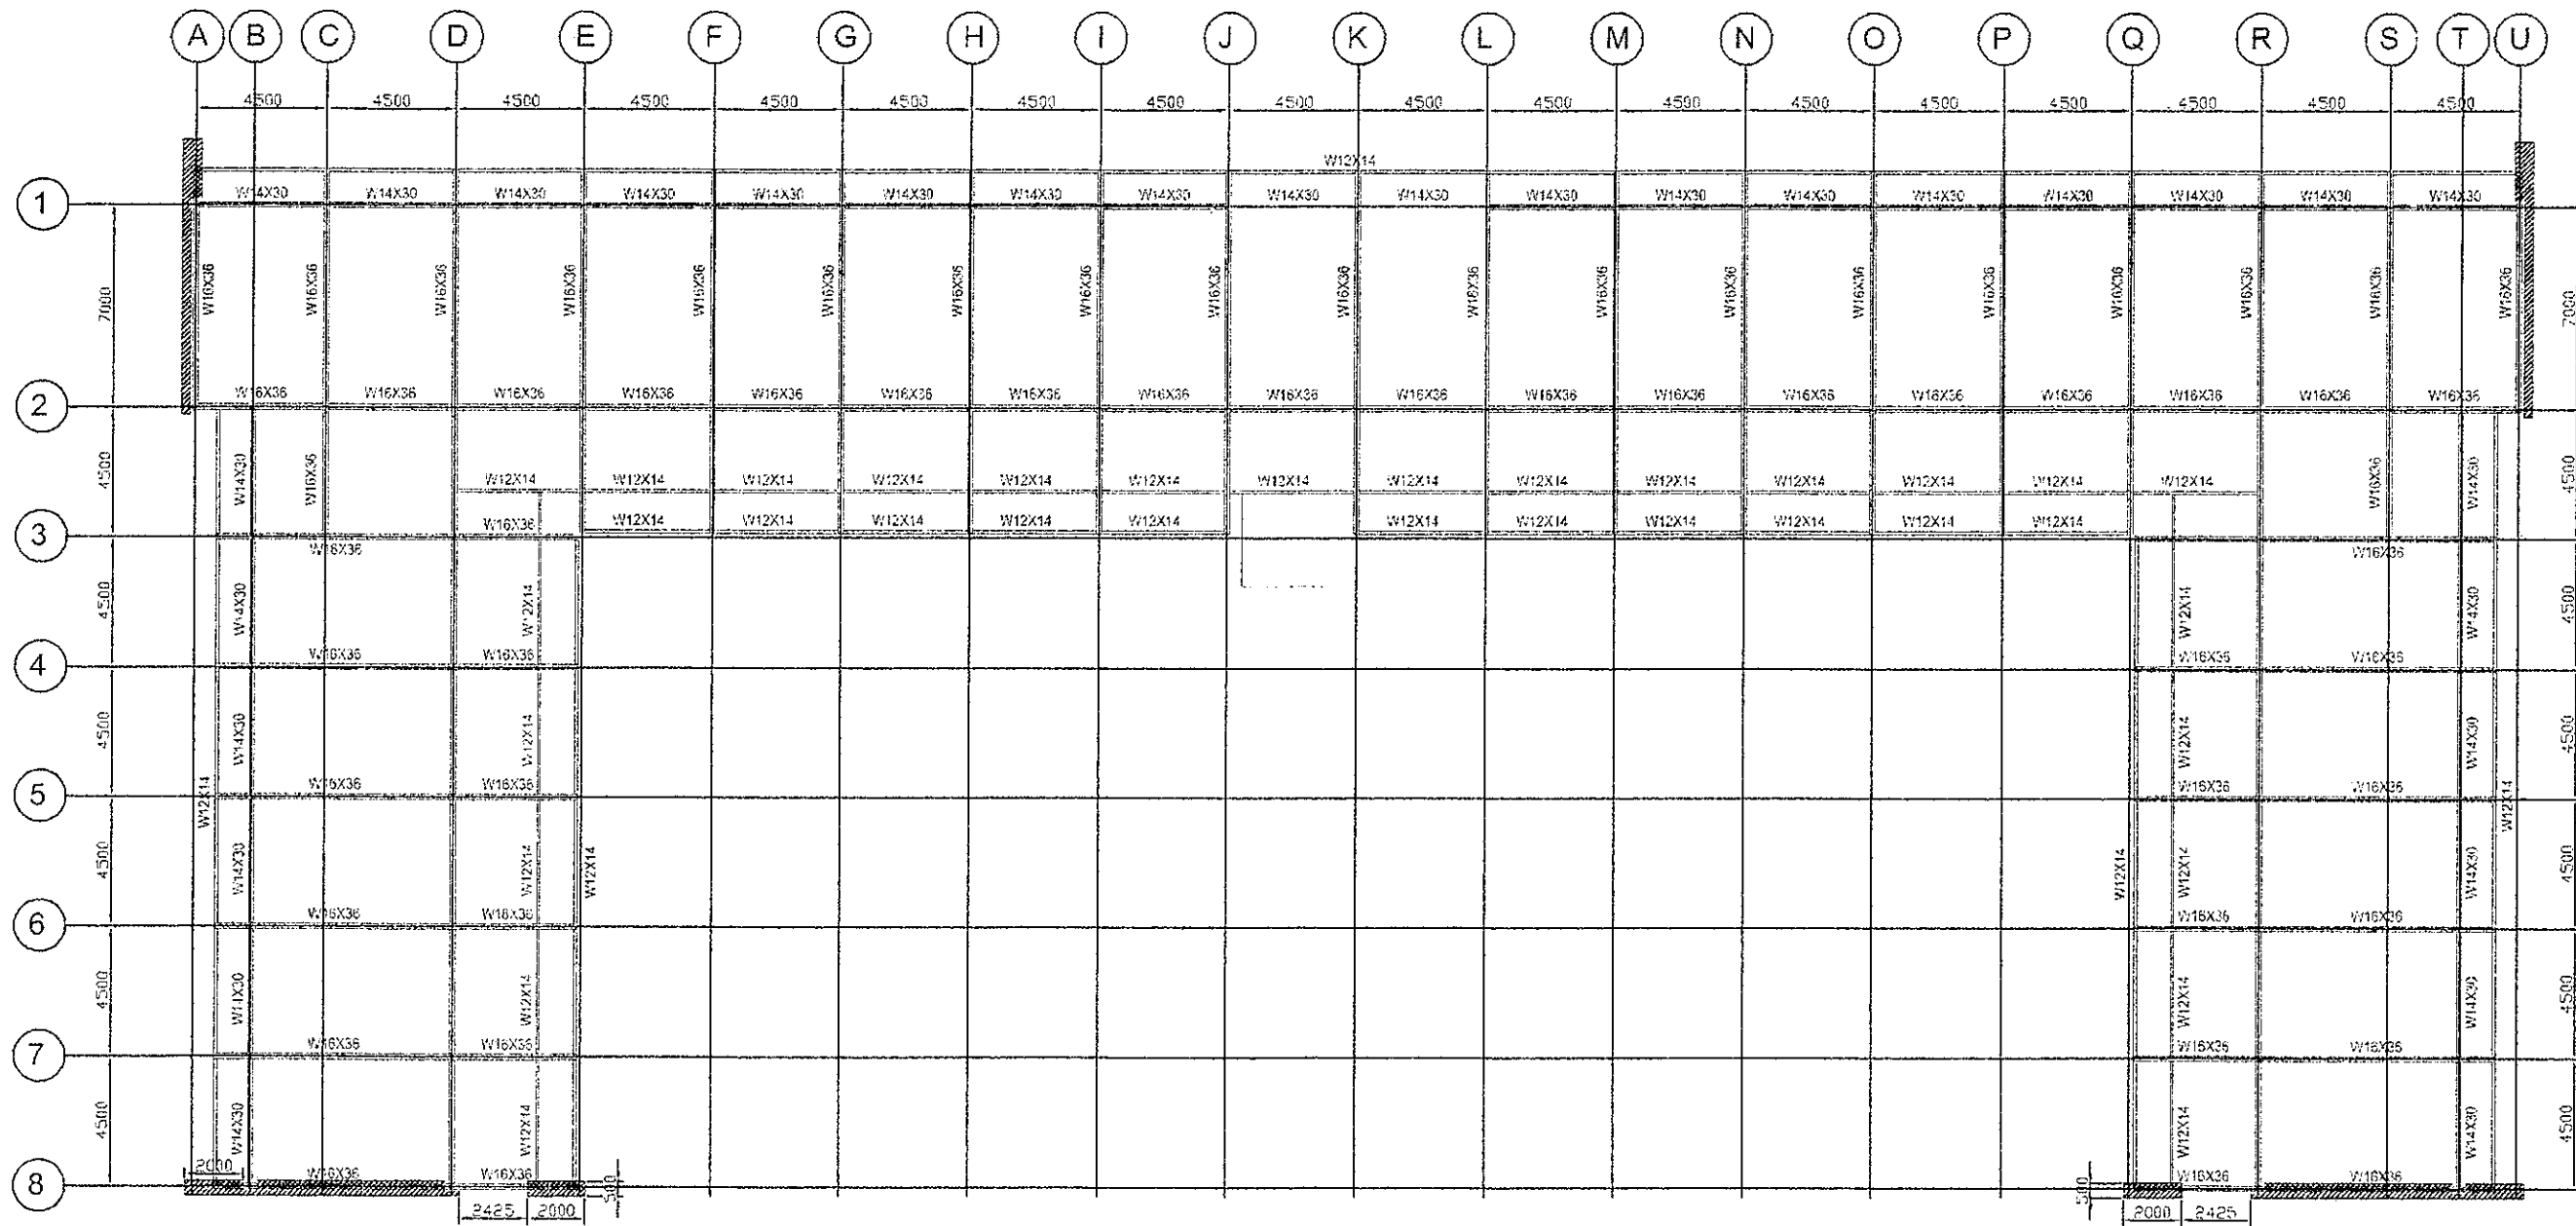 A B C D E F G H I J K L M N O P Q R S T U
4500 4500 4500 4500 4500 4500 4500 4500 4500 4500 4500 4500 4500 4500 4500 4500 4500 4500
W12X14
1 W14X30 W14X30 W14X30 W14X30 W14X30 W14X30 W14X30 W14X30 W14X30 W14X30 W14X30 W14X30 W14X30 W14X30 W14X30 W14X30 W14X30 W14X30
7000 W16X36 W16X36 W16X36 W16X36 W16X36 W16X36 W16X36 W16X36 W16X36 W16X36 W16X36 W16X36 W16X36 W16X36 W16X36 W16X36 W16X36 W16X36 W16X36 7000
2 W16X36 W16X36 W16X36 W16X36 W16X36 W16X36 W16X36 W16X36 W16X36 W16X36 W16X36 W16X36 W16X36 W16X36 W16X36 W16X36 W16X36 W16X36
4500 W14X30 W16X36 W16X36 W14X30 4500
W12X14 W12X14 W12X14 W12X14 W12X14 W12X14 W12X14 W12X14 W12X14 W12X14 W12X14 W12X14 W12X14 W12X14
W16X36 W12X14 W12X14 W12X14 W12X14 W12X14 W12X14 W12X14 W12X14 W12X14 W12X14 W12X14
3 W16X36 W16X36
4500 W14X30 W12X14 W12X14 W14X30 4500
4 W16X36 W16X36 W16X36 W16X36
4500 W14X30 W12X14 W12X14 W14X30 4500
5 W12X14 W16X36 W16X36 W16X36 W16X36 W12X14
4500 W14X30 W12X14 W12X14 W12X14 W12X14 W14X30 4500
6 W16X36 W16X36 W16X36 W16X36
4500 W14X30 W12X14 W12X14 W14X30 4500
7 W16X36 W16X36 W16X36 W16X36
4500 W14X30 W12X14 W12X14 W14X30 4500
8 2000 W16X36 W16X36 500 500 W16X36 W16X36
2425 2000 2000 2425